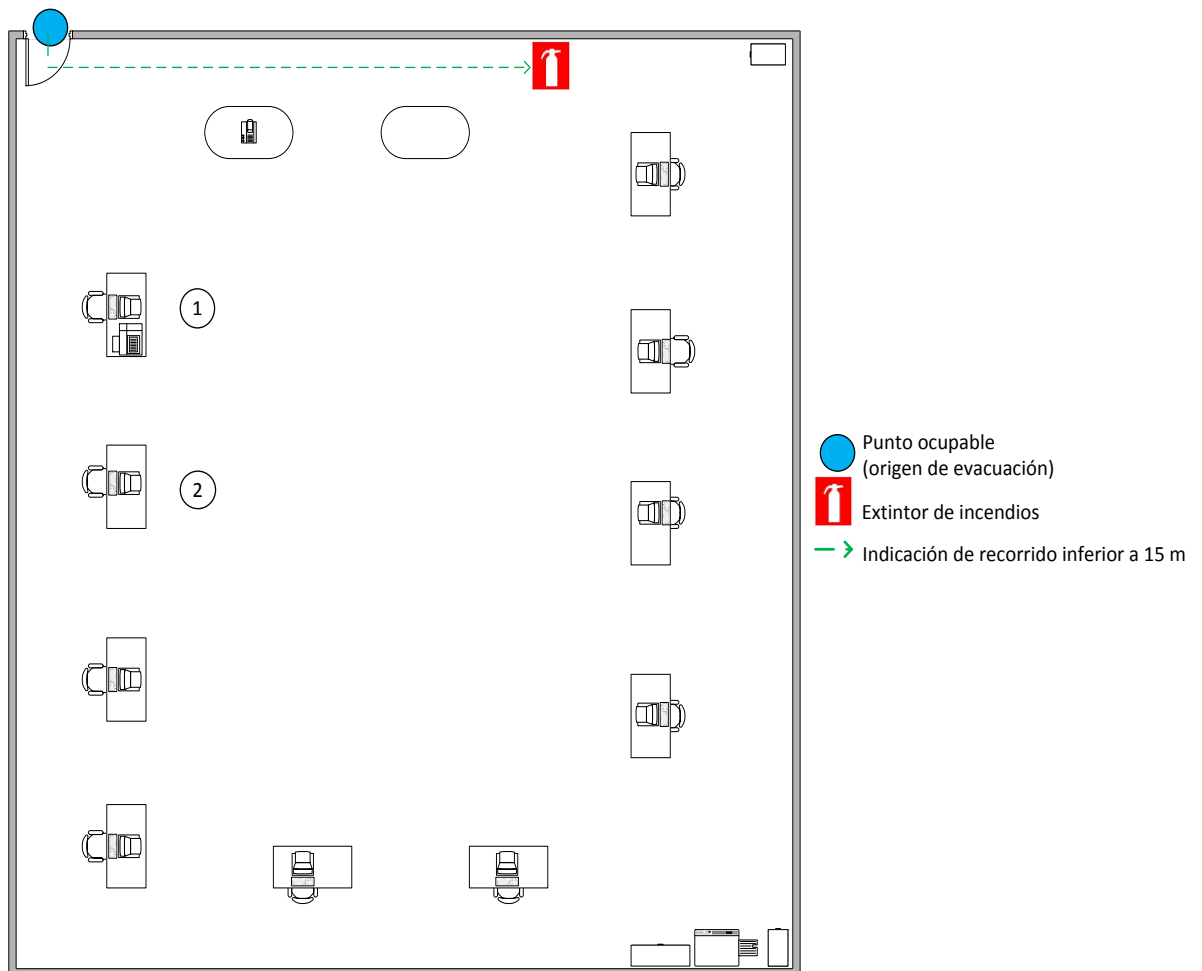 1
2
Punto ocupable
(origen de evacuación)
Extintor de incendios
Indicación de recorrido inferior a 15 m